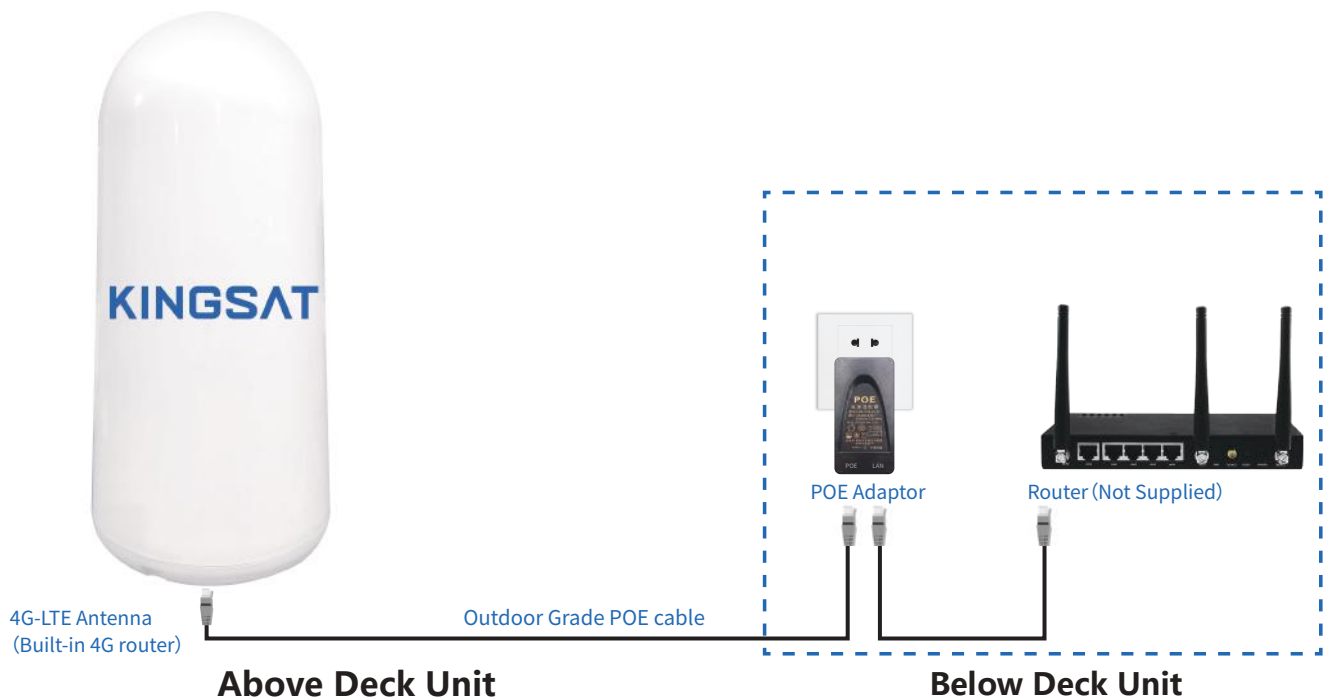 KINGSAT
POE
POE LAN
POE Adaptor
Router (Not Supplied)
4G-LTE Antenna
(Built-in 4G router)
Outdoor Grade POE cable
Above Deck Unit
Below Deck Unit